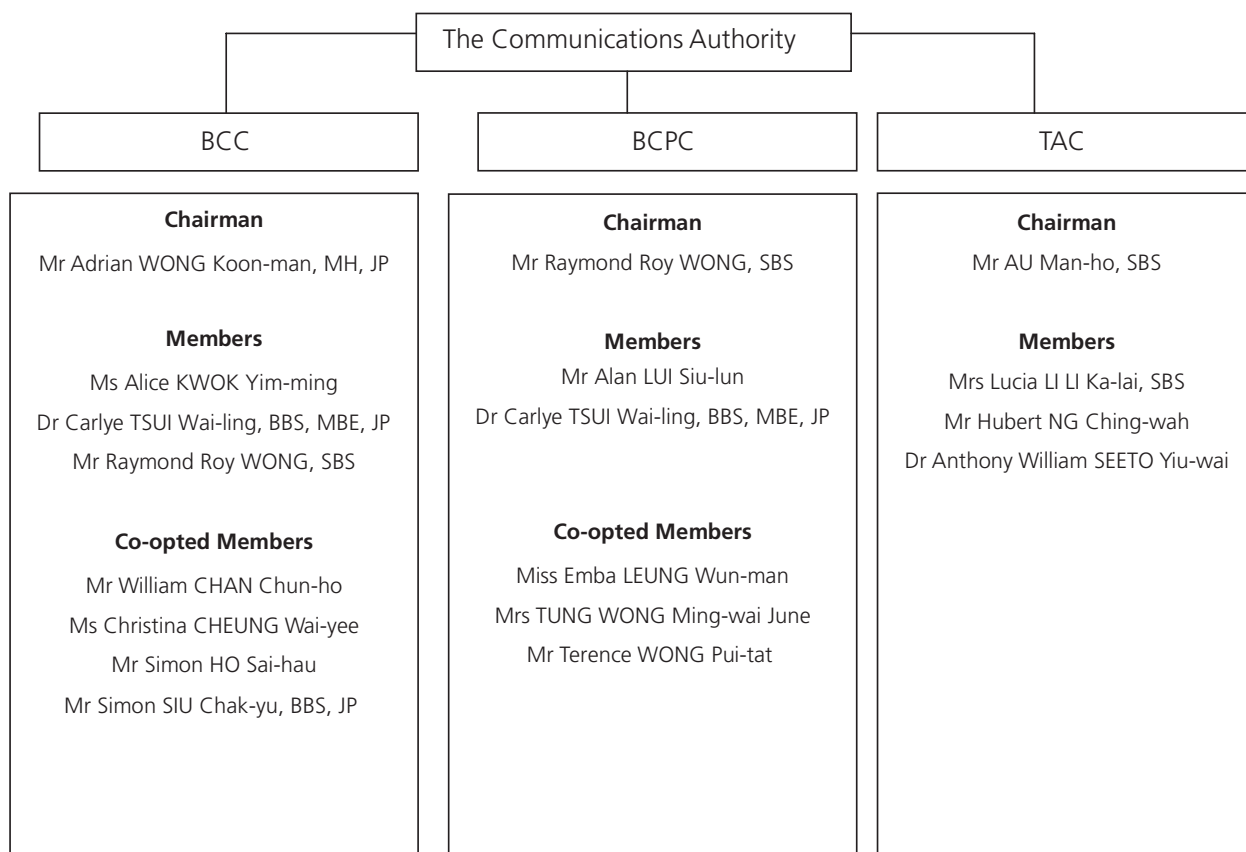 The Communications Authority
BCC
Chairman
Mr Adrian WONG Koon-man, MH, JP
Members
Ms Alice KWOK Yim-ming
Dr Carlye TSUI Wai-ling, BBS, MBE, JP
Mr Raymond Roy WONG, SBS
Co-opted Members
Mr William CHAN Chun-ho
Ms Christina CHEUNG Wai-yee
Mr Simon HO Sai-hau
Mr Simon SIU Chak-yu, BBS, JP
BCPC
Chairman
Mr Raymond Roy WONG, SBS
Members
Mr Alan LUI Siu-lun
Dr Carlye TSUI Wai-ling, BBS, MBE, JP
Co-opted Members
Miss Emba LEUNG Wun-man
Mrs TUNG WONG Ming-wai June
Mr Terence WONG Pui-tat
TAC
Chairman
Mr AU Man-ho, SBS
Members
Mrs Lucia LI LI Ka-lai, SBS
Mr Hubert NG Ching-wah
Dr Anthony William SEETO Yiu-wai